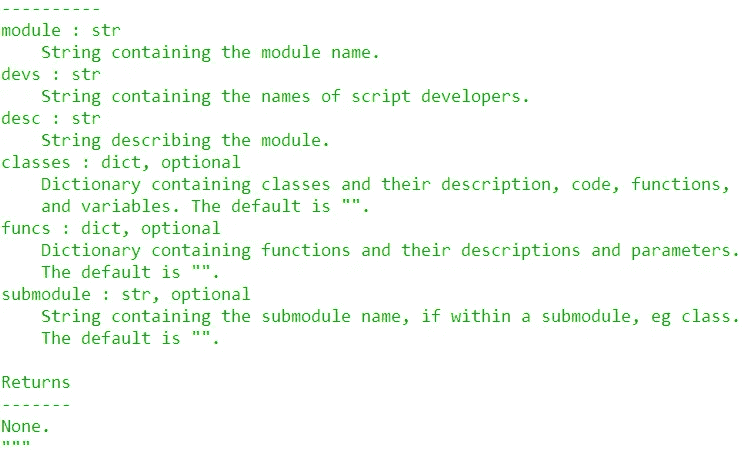 ----------
module : str
    String containing the module name.
devs : str
    String containing the names of script developers.
desc : str
    String describing the module.
classes : dict, optional
    Dictionary containing classes and their description, code, functions,
    and variables. The default is "".
funcs : dict, optional
    Dictionary containing functions and their descriptions and parameters.
    The default is "".
submodule : str, optional
    String containing the submodule name, if within a submodule, eg class.
    The default is "".

Returns
-------
None.
"""